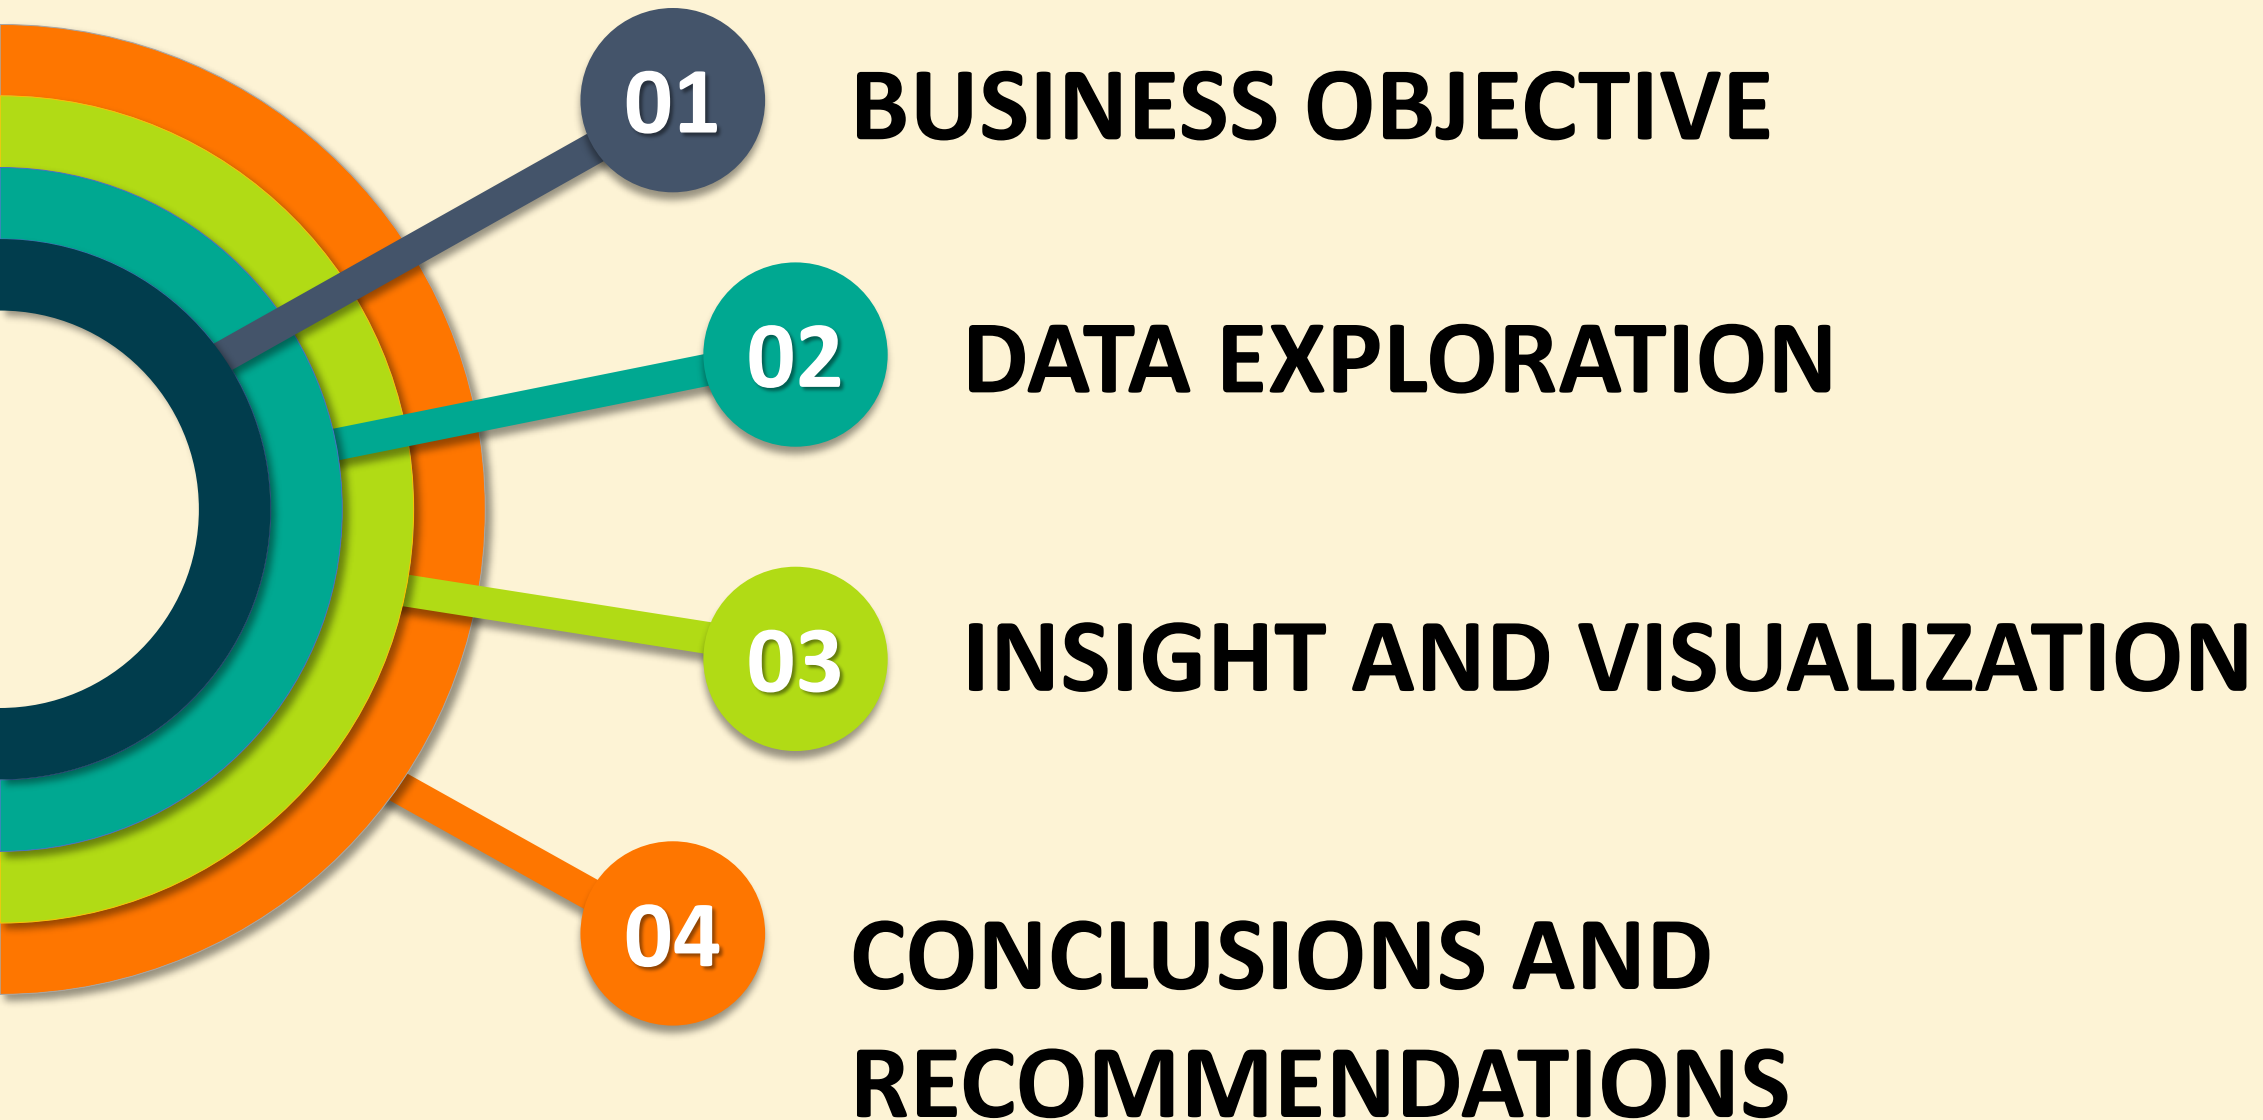 01
BUSINESS OBJECTIVE
02
DATA EXPLORATION
03
INSIGHT AND VISUALIZATION
04
CONCLUSIONS AND
RECOMMENDATIONS